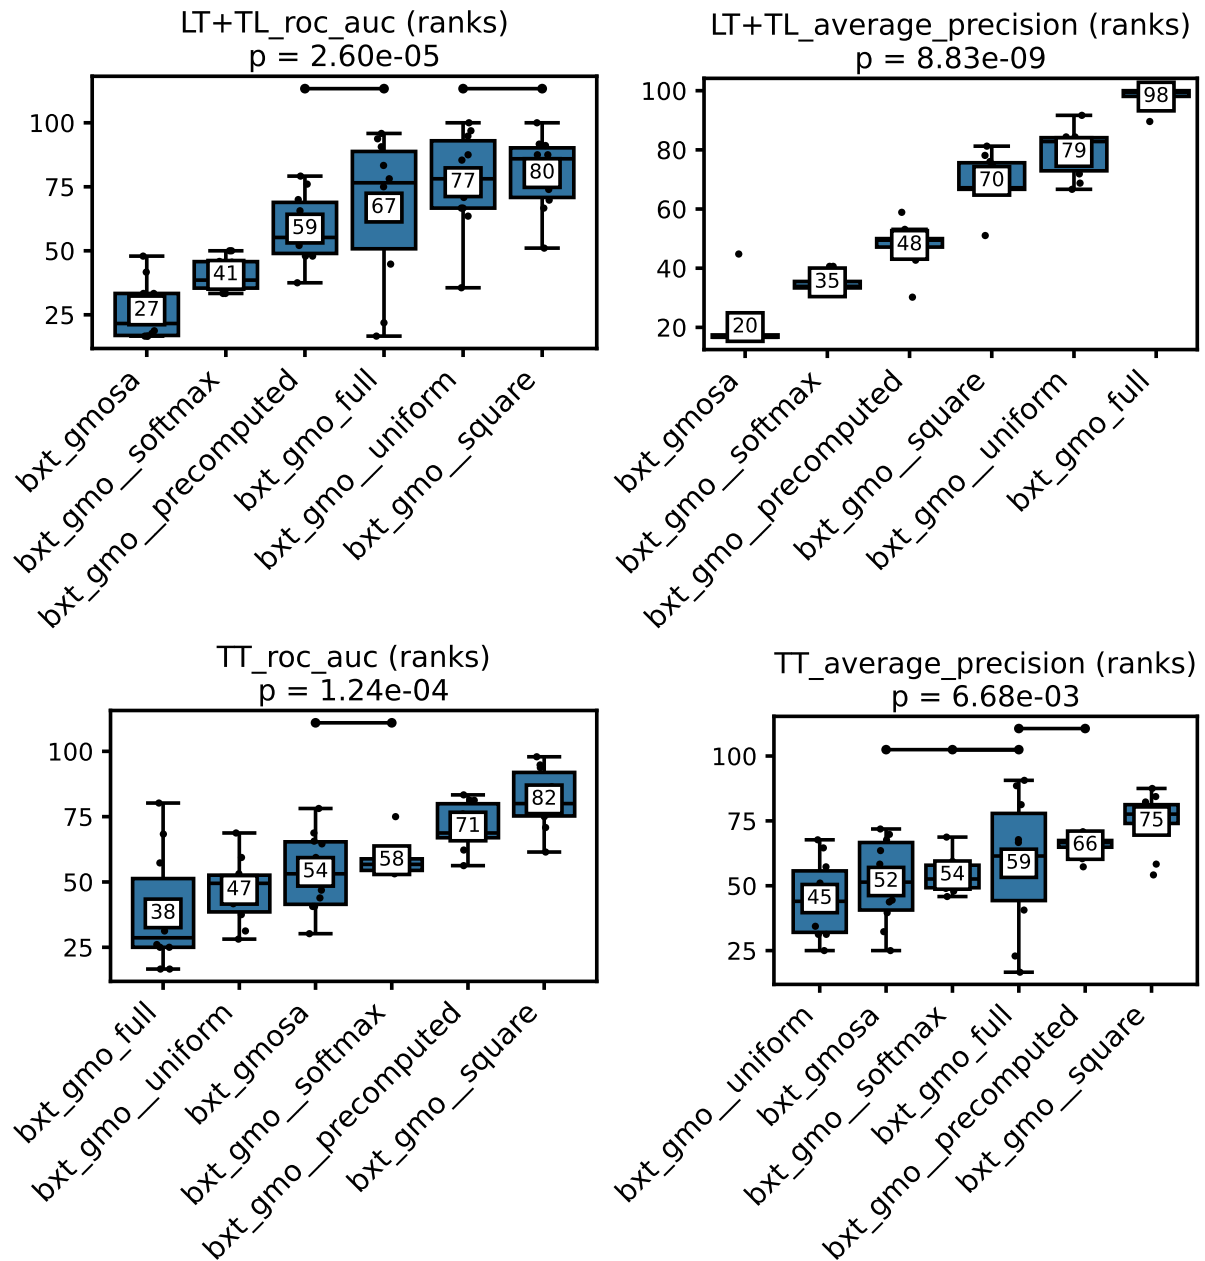 LT+TL_roc_auc (ranks)
p = 2.60e-05
100
75
50
25
27
41
59
67
77
80
bxt_gmosa
bxt_gmo__softmax
bxt_gmo__precomputed
bxt_gmo_full
bxt_gmo__uniform
bxt_gmo__square
LT+TL_average_precision (ranks)
p = 8.83e-09
100
80
60
40
20
20
35
48
70
79
98
bxt_gmosa
bxt_gmo__softmax
bxt_gmo__precomputed
bxt_gmo__square
bxt_gmo__uniform
bxt_gmo_full
TT_roc_auc (ranks)
p = 1.24e-04
100
75
50
25
38
47
54
58
71
82
bxt_gmo_full
bxt_gmo__uniform
bxt_gmosa
bxt_gmo__softmax
bxt_gmo__precomputed
bxt_gmo__square
TT_average_precision (ranks)
p = 6.68e-03
100
75
50
25
45
52
54
59
66
75
bxt_gmo__uniform
bxt_gmosa
bxt_gmo__softmax
bxt_gmo_full
bxt_gmo__precomputed
bxt_gmo__square